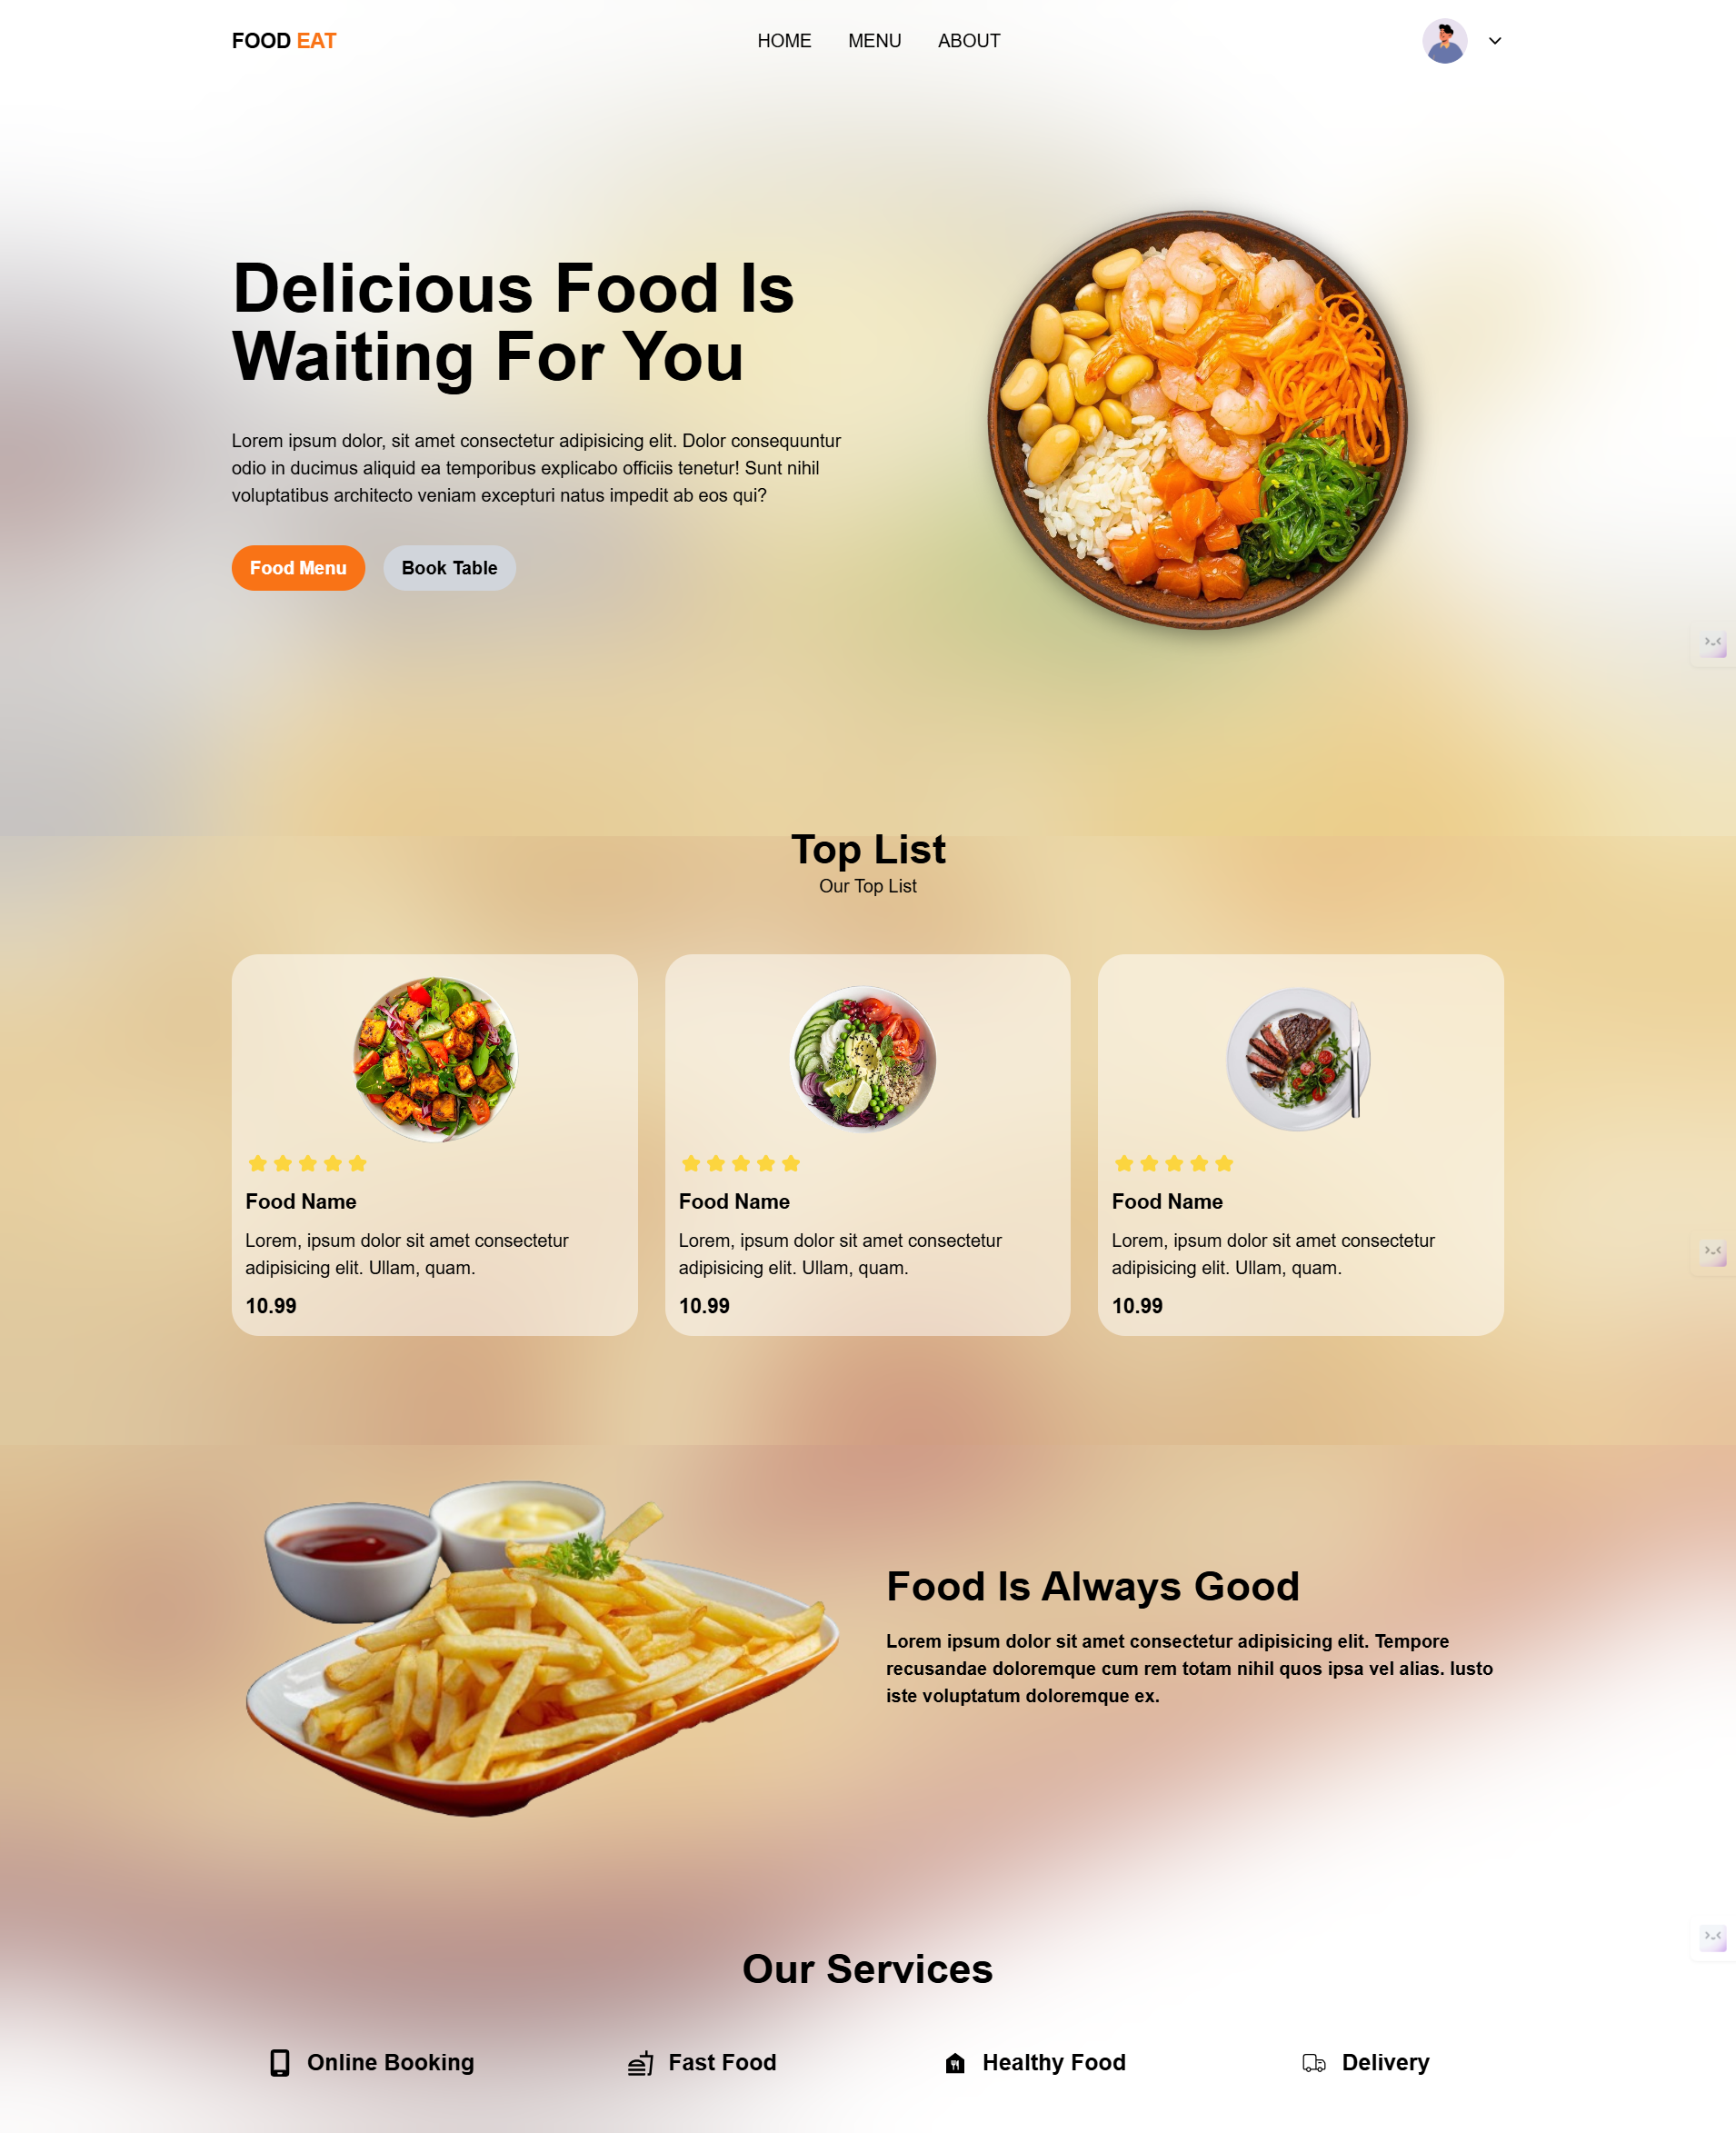 FOOD EAT
HOME MENU ABOUT
Delicious Food Is
Waiting For You
Lorem ipsum dolor, sit amet consectetur adipisicing elit. Dolor consequuntur
odio in ducimus aliquid ea temporibus explicabo officiis tenetur! Sunt nihil
voluptatibus architecto veniam excepturi natus impedit ab eos qui?
Food Menu
Book Table
Top List
Our Top List
Food Name
Lorem, ipsum dolor sit amet consectetur
adipisicing elit. Ullam, quam.
10.99
Food Name
Lorem, ipsum dolor sit amet consectetur
adipisicing elit. Ullam, quam.
10.99
Food Name
Lorem, ipsum dolor sit amet consectetur
adipisicing elit. Ullam, quam.
10.99
Food Is Always Good
Lorem ipsum dolor sit amet consectetur adipisicing elit. Tempore
recusandae doloremque cum rem totam nihil quos ipsa vel alias. Iusto
iste voluptatum doloremque ex.
Our Services
Online Booking
Fast Food
Healthy Food
Delivery